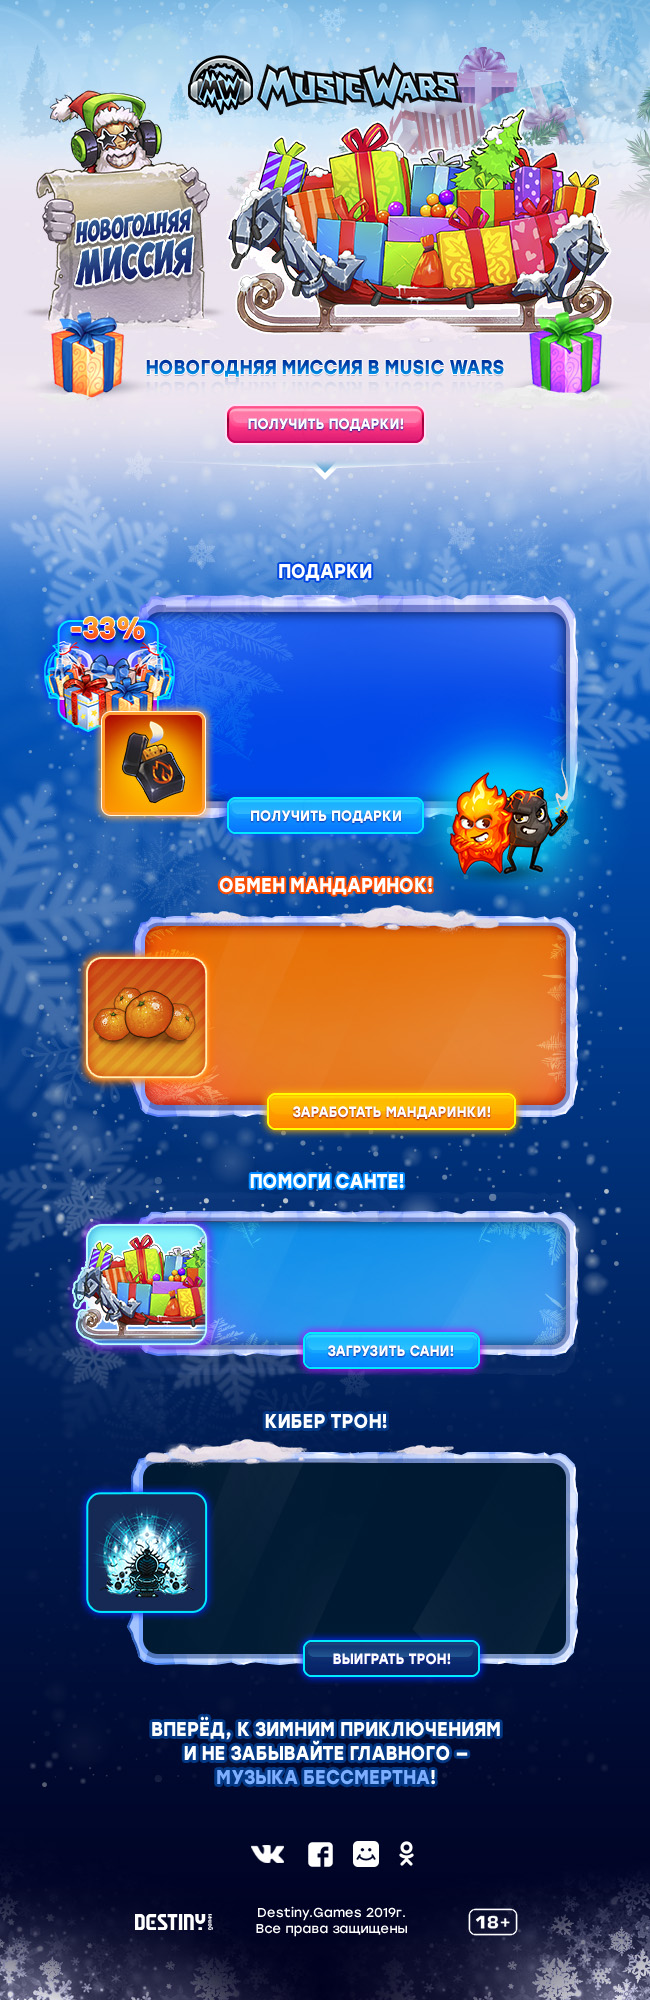 MW MUSIC WARS
НОВОГОДНЯЯ
МИССИЯ
НОВОГОДНЯЯ МИССИЯ В MUSIC WARS
ПОЛУЧИТЬ ПОДАРКИ!
ПОДАРКИ
-33%
ПОЛУЧИТЬ ПОДАРКИ
ОБМЕН МАНДАРИНОК!
ЗАРАБОТАТЬ МАНДАРИНКИ!
ПОМОГИ САНТЕ!
ЗАГРУЗИТЬ САНИ!
КИБЕР ТРОН!
ВЫИГРАТЬ ТРОН!
ВПЕРЁД, К ЗИМНИМ ПРИКЛЮЧЕНИЯМ
И НЕ ЗАБЫВАЙТЕ ГЛАВНОГО –
МУЗЫКА БЕССМЕРТНА!
DESTINY games
Destiny.Games 2019г.
Все права защищены
18+